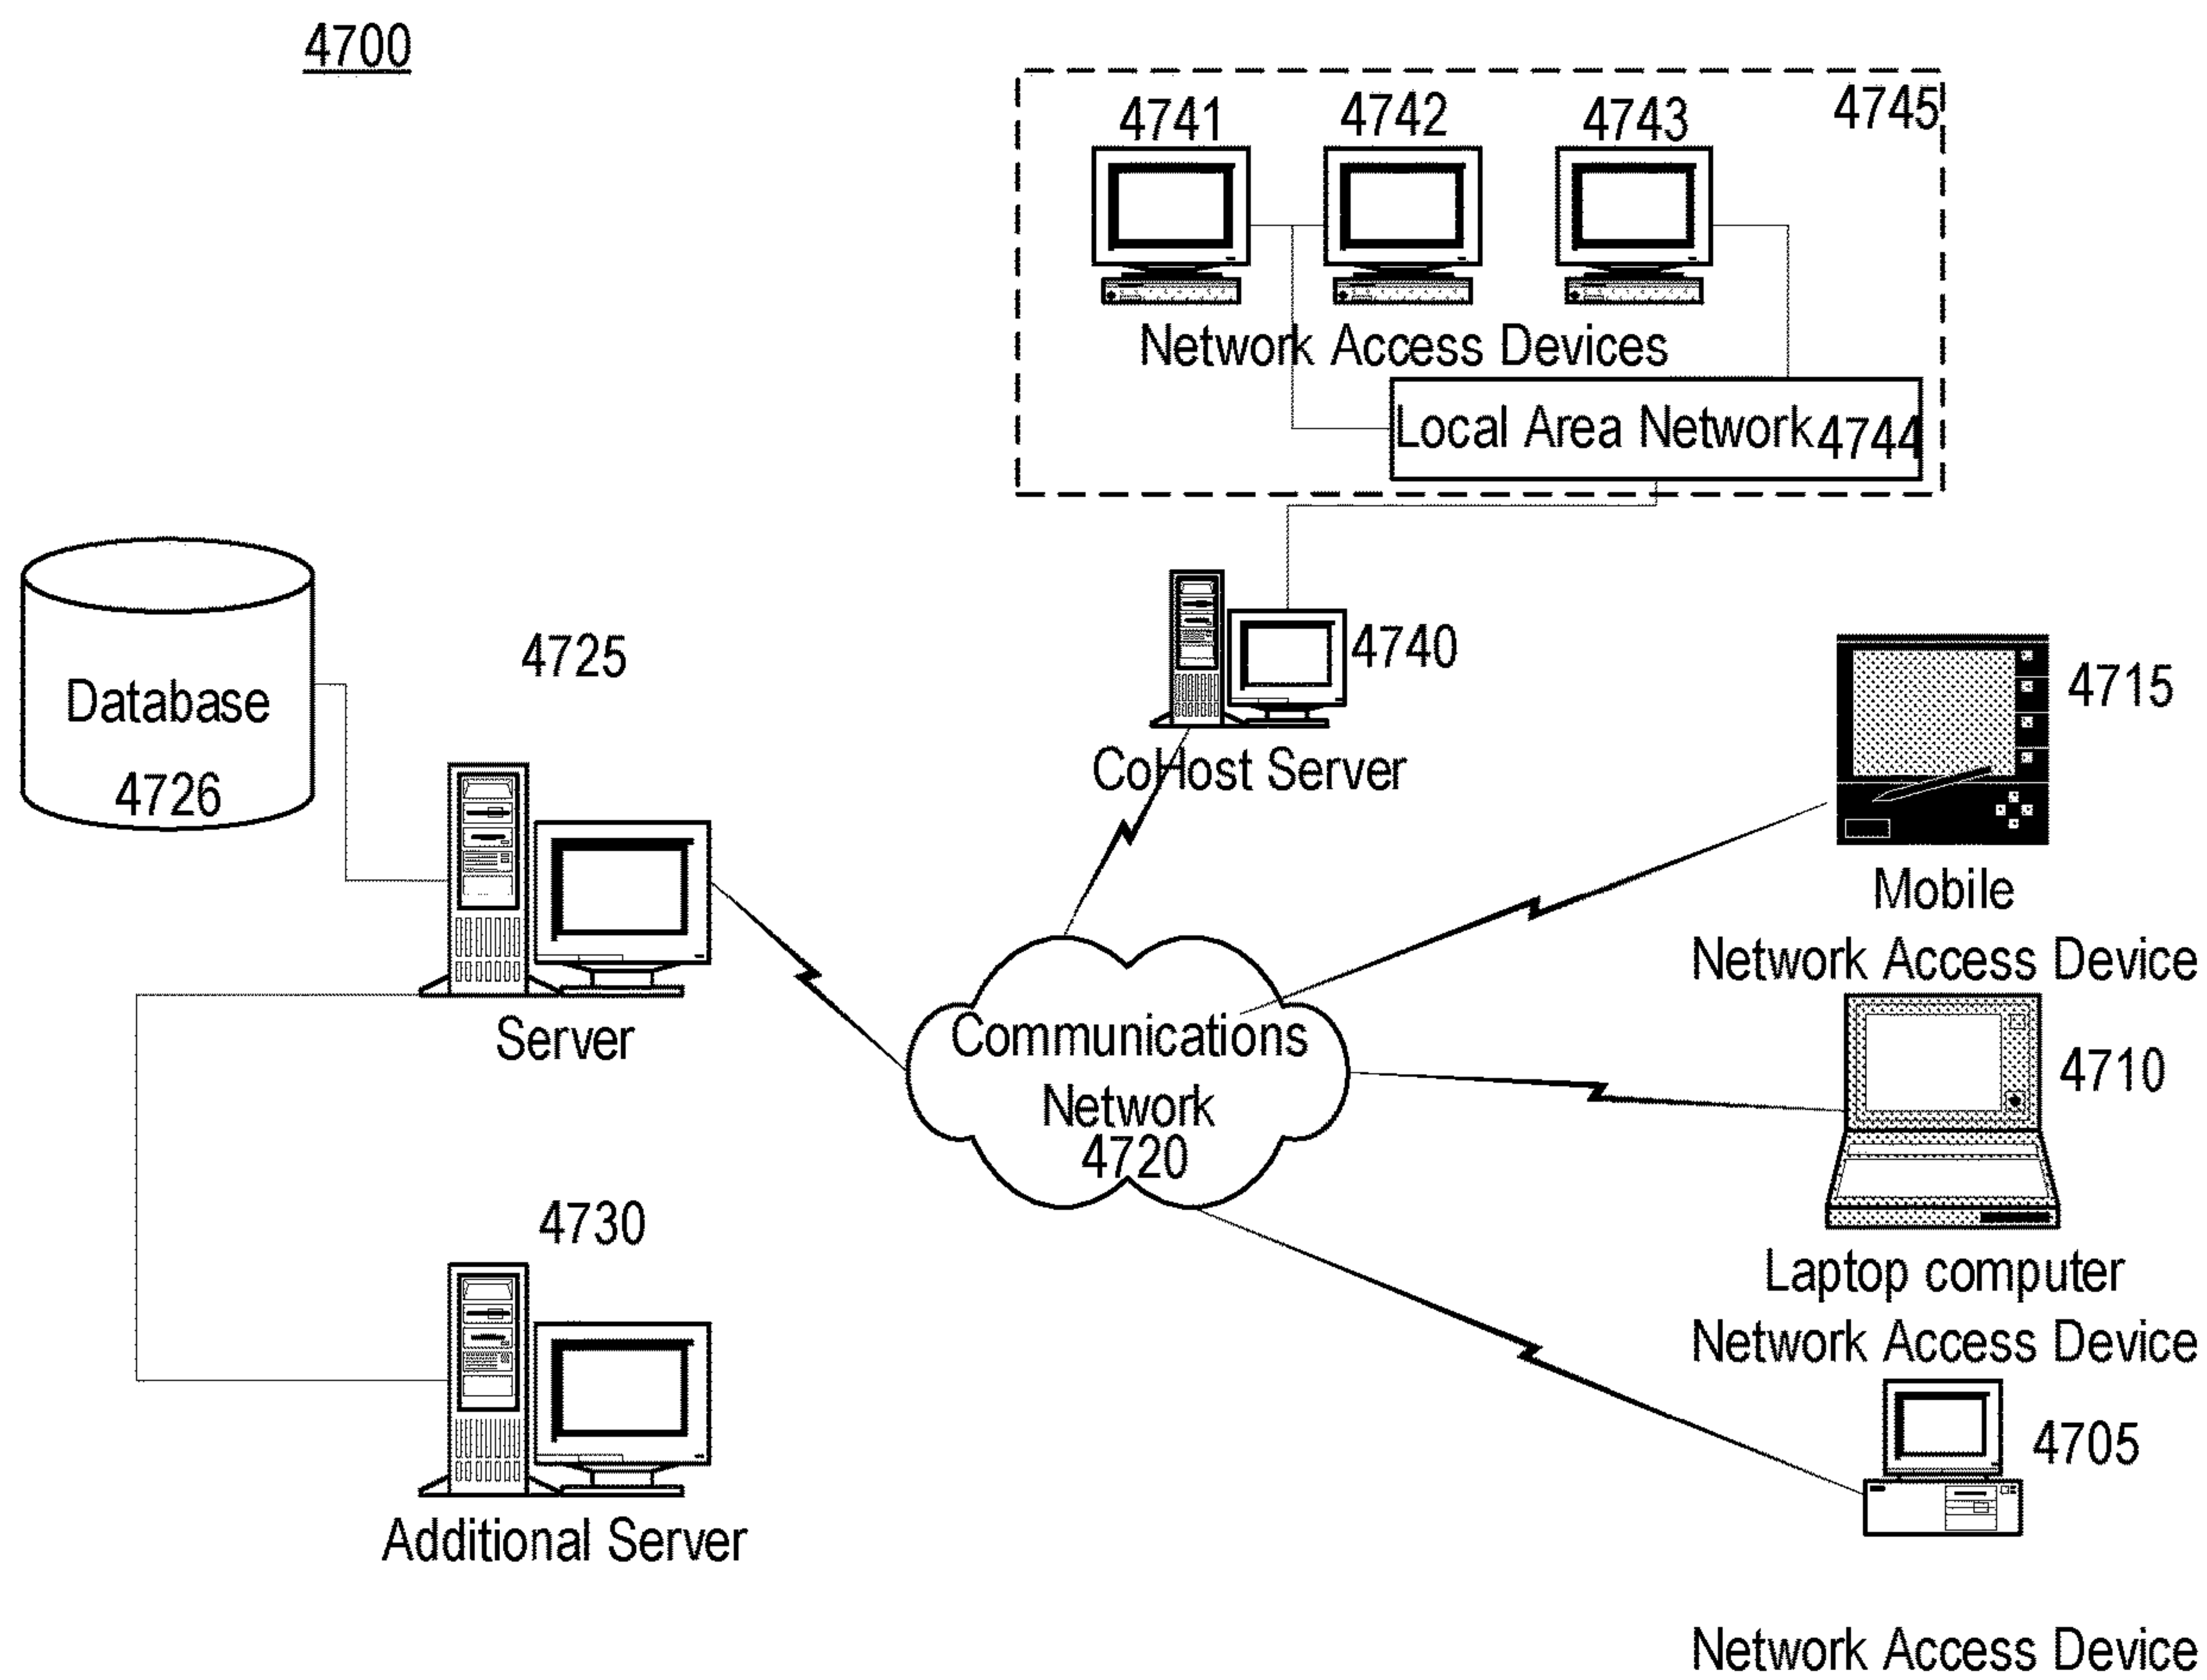 4700
4745
4741
4742
4743
Network Access Devices
Local Area Network 4744
4725
4740
4715
Database
4726
CoHost Server
Mobile
Network Access Device
Server
Communications
Network
4720
4710
4730
Laptop computer
Network Access Device
4705
Additional Server
Network Access Device